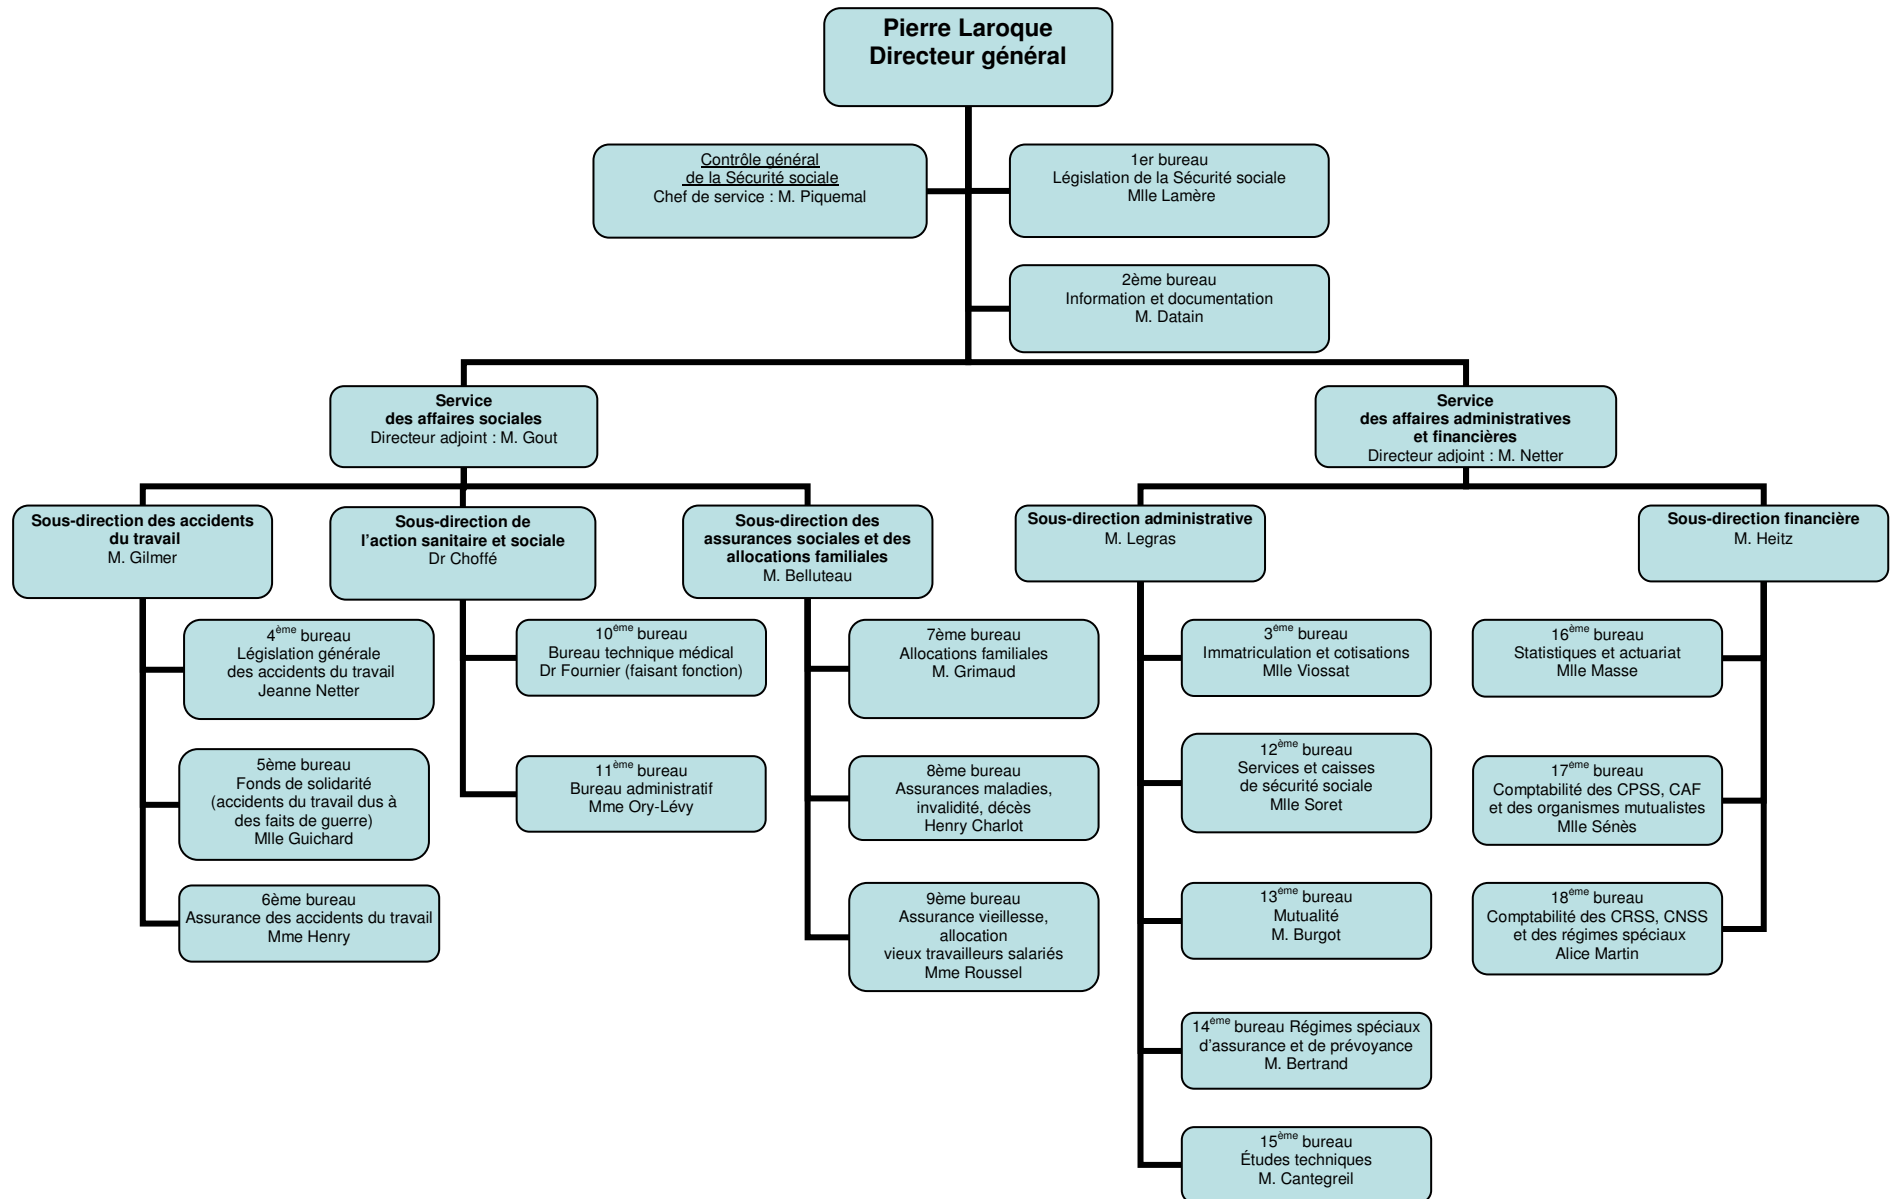 Pierre Laroque
Directeur général
Contrôle général
de la Sécurité sociale
Chef de service : M. Piquemal
1er bureau
Législation de la Sécurité sociale
Mlle Lamère
2ème bureau
Information et documentation
M. Datain
Service
des affaires sociales
Directeur adjoint : M. Gout
Service
des affaires administratives
et financières
Directeur adjoint : M. Netter
Sous-direction des accidents
du travail
M. Gilmer
Sous-direction de
l'action sanitaire et sociale
Dr Choffé
Sous-direction des
assurances sociales et des
allocations familiales
M. Belluteau
Sous-direction administrative
M. Legras
Sous-direction financière
M. Heitz
4ème bureau
Législation générale
des accidents du travail
Jeanne Netter
5ème bureau
Fonds de solidarité
(accidents du travail dus à
des faits de guerre)
Mlle Guichard
6ème bureau
Assurance des accidents du travail
Mme Henry
10ème bureau
Bureau technique médical
Dr Fournier (faisant fonction)
11ème bureau
Bureau administratif
Mme Ory-Lévy
7ème bureau
Allocations familiales
M. Grimaud
8ème bureau
Assurances maladies,
invalidité, décès
Henry Charlot
9ème bureau
Assurance vieillesse,
allocation
vieux travailleurs salariés
Mme Roussel
3ème bureau
Immatriculation et cotisations
Mlle Viossat
12ème bureau
Services et caisses
de sécurité sociale
Mlle Soret
13ème bureau
Mutualité
M. Burgot
14ème bureau Régimes spéciaux
d'assurance et de prévoyance
M. Bertrand
15ème bureau
Études techniques
M. Cantegreil
16ème bureau
Statistiques et actuariat
Mlle Masse
17ème bureau
Comptabilité des CPSS, CAF
et des organismes mutualistes
Mlle Sénès
18ème bureau
Comptabilité des CRSS, CNSS
et des régimes spéciaux
Alice Martin